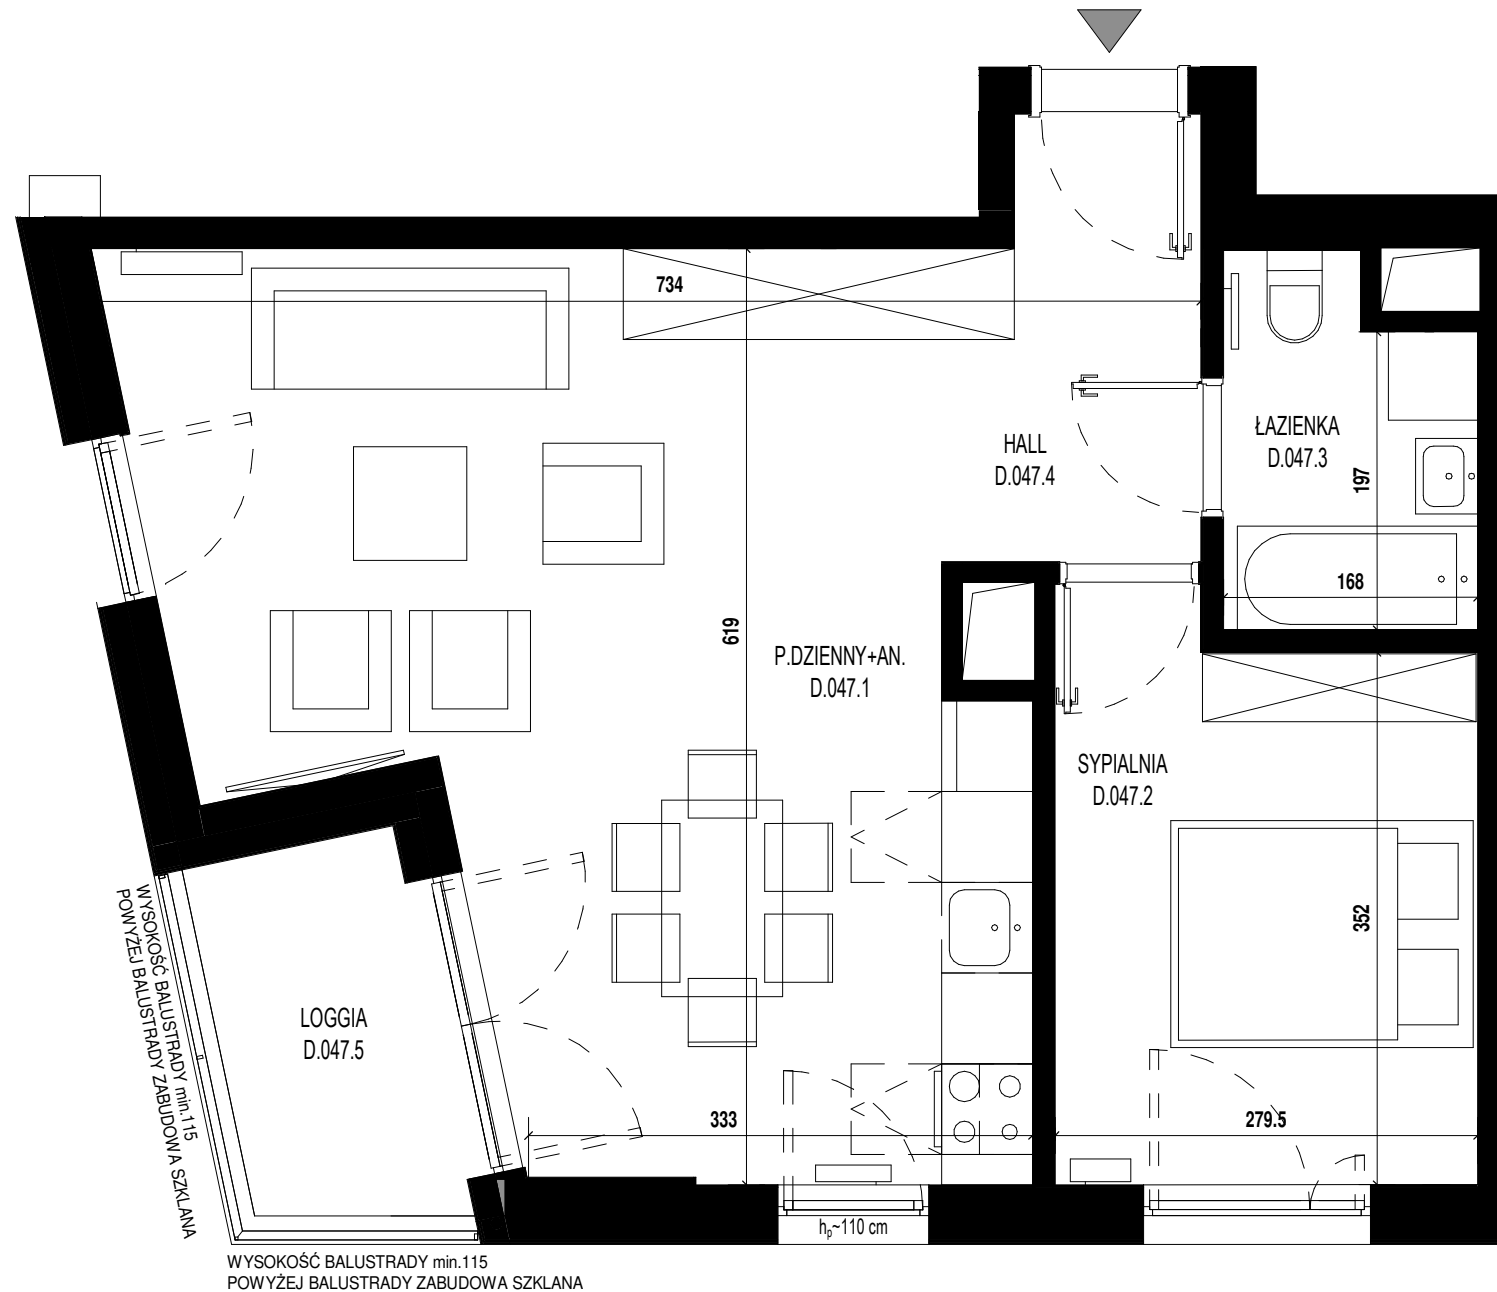 734
HALL
D.047.4
ŁAZIENKA
D.047.3
197
168
619
P.DZIENNY+AN.
D.047.1
SYPIALNIA
D.047.2
352
LOGGIA
D.047.5
333
279.5
WYSOKOŚĆ BALUSTRADY min.115
POWYŻEJ BALUSTRADY ZABUDOWA SZKLANA
hp~110 cm
WYSOKOŚĆ BALUSTRADY min.115
POWYŻEJ BALUSTRADY ZABUDOWA SZKLANA